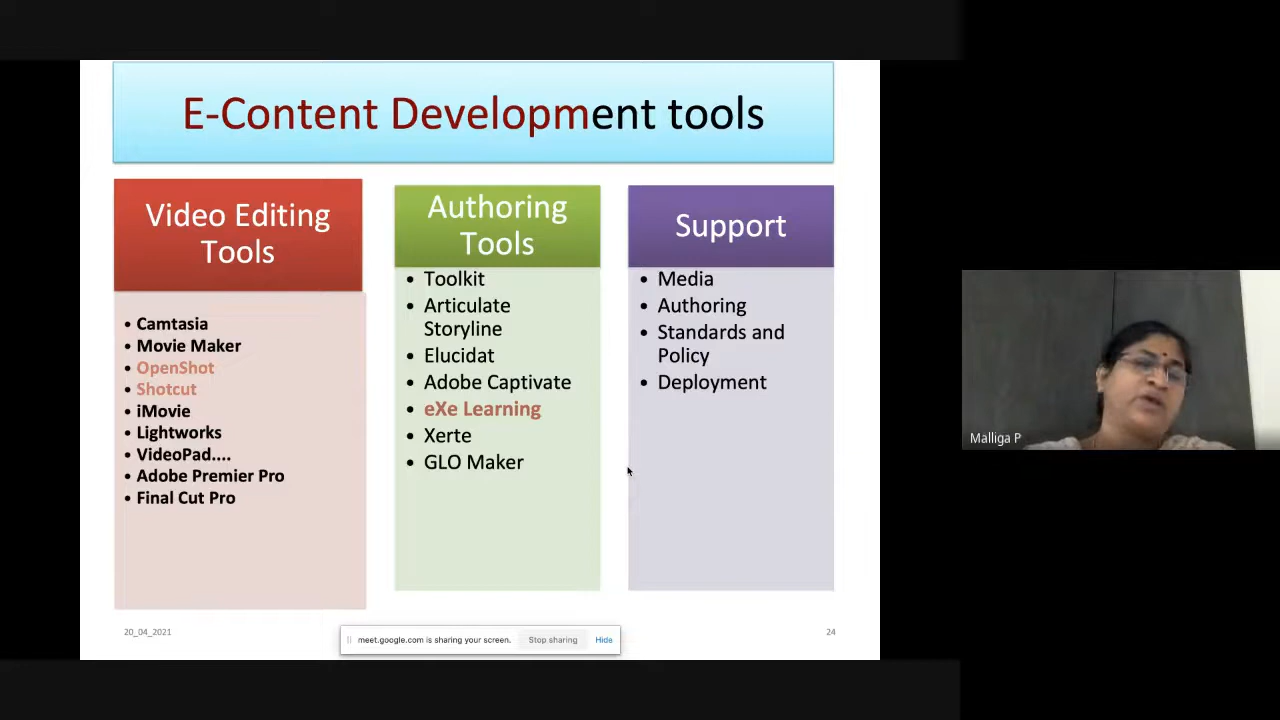 E-Content Development tools
Video Editing
Tools
• Camtasia
• Movie Maker
• OpenShot
• Shotcut
• iMovie
• Lightworks
• VideoPad....
• Adobe Premier Pro
• Final Cut Pro
Authoring
Tools
• Toolkit
• Articulate
Storyline
• Elucidat
• Adobe Captivate
• eXe Learning
• Xerte
• GLO Maker
Support
• Media
• Authoring
• Standards and
Policy
• Deployment
Malliga P
20_04_2021
meet.google.com is sharing your screen. Stop sharing Hide
24